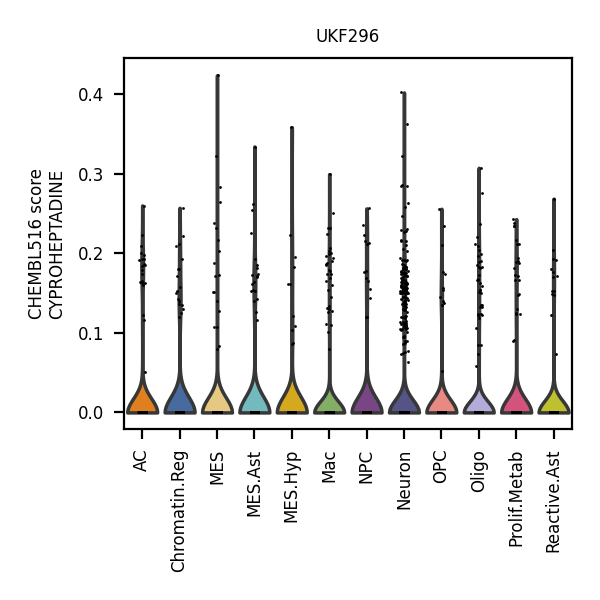 UKF296
CHEMBL516 score
CYPROHEPTADINE
0.4
0.3
0.2
0.1
0.0
AC
Chromatin.Reg
MES
MES.Ast
MES.Hyp
Mac
NPC
Neuron
OPC
Oligo
Prolif.Metab
Reactive.Ast